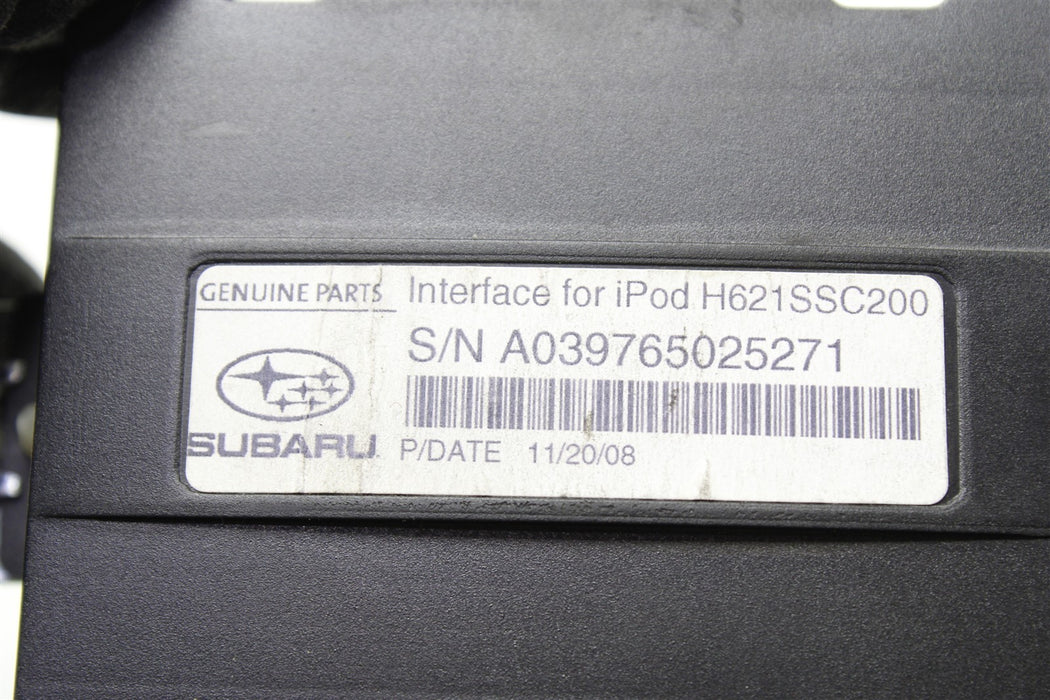 GENUINE PARTS
Interface for iPod H621SSC200
S/N A039765025271
SUBARU.
P/DATE 11/20/08